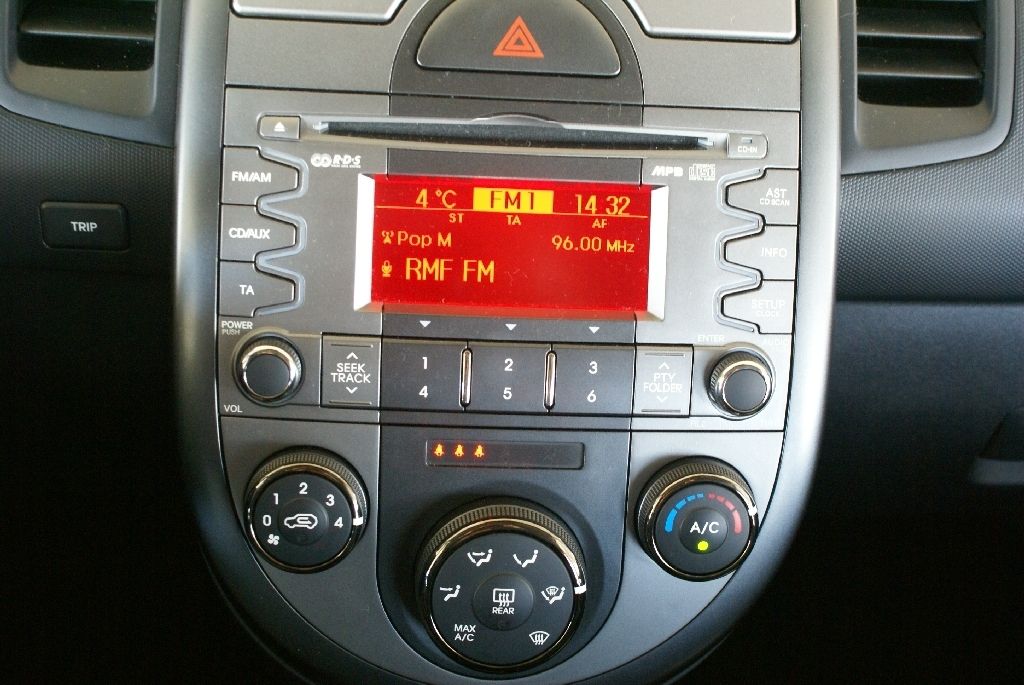 CD-IN
RDS
MP3
FM/AM
AST
CD SCAN
4 °C FM1 14 32
ST TA AF
TRIP
CD/AUX
Pop M 96.00 MHz
INFO
RMF FM
TA
SETUP
CLOCK
POWER
PUSH
ENTER
AUDIO
SEEK
TRACK
1 2 3
4 5 6
PTY
FOLDER
VOL
0 1 2 3 4
A/C
REAR
MAX
A/C